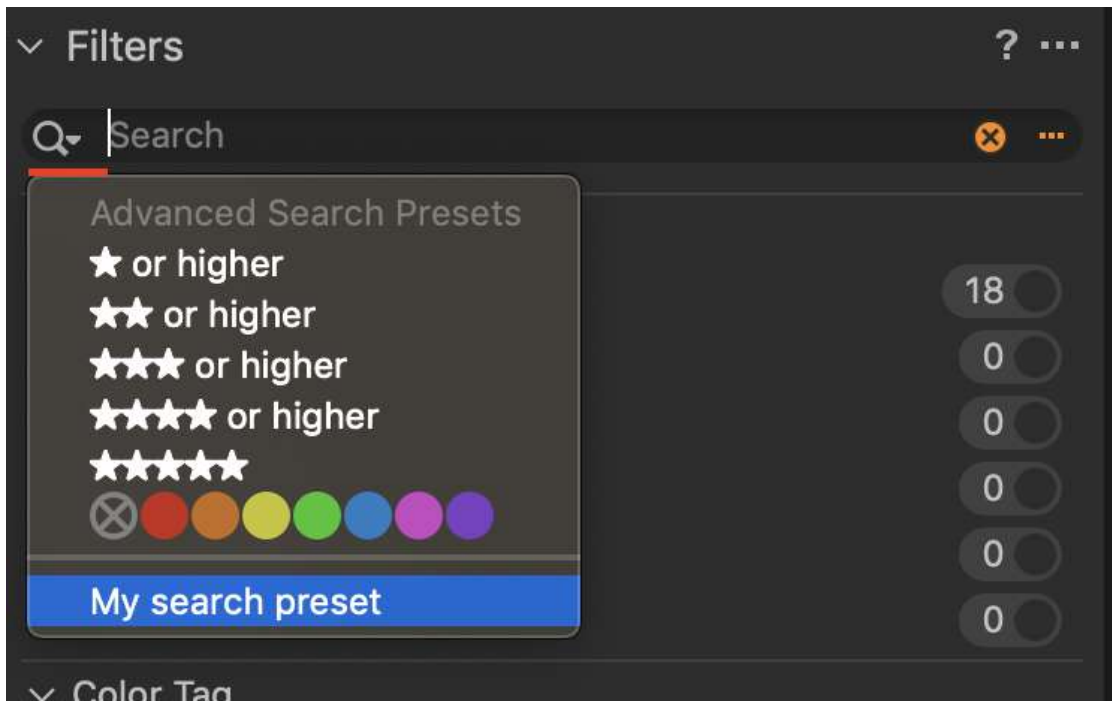 Filters ? ...
Search ...
Advanced Search Presets
★ or higher
★★ or higher
★★★ or higher
★★★★ or higher
★★★★★
My search preset
18
0
0
0
0
0
Color Tag